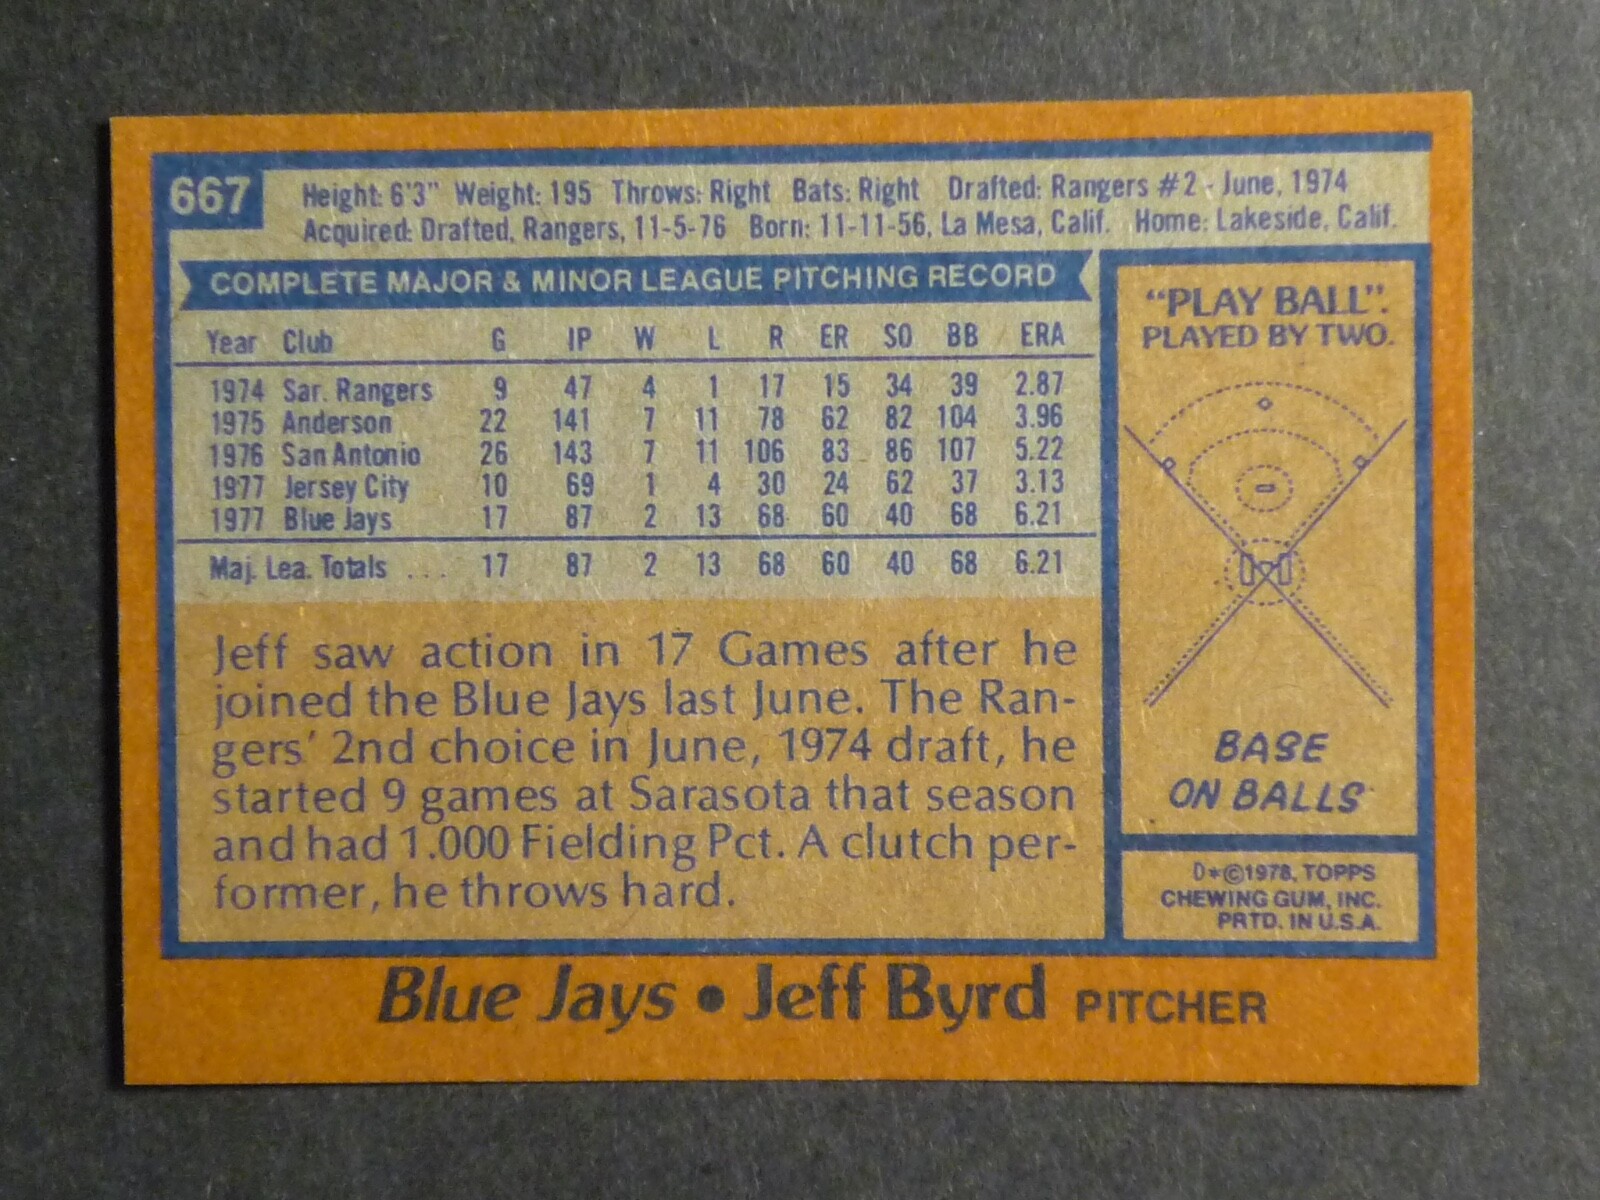 667
Height: 6'3" Weight: 195 Throws: Right Bats: Right Drafted: Rangers #2 - June, 1974
Acquired: Drafted, Rangers, 11-5-76 Born: 11-11-56, La Mesa, Calif. Home: Lakeside, Calif.
COMPLETE MAJOR & MINOR LEAGUE PITCHING RECORD
Year Club G IP W L R ER SO BB ERA
1974 Sar. Rangers 9 47 4 1 17 15 34 39 2.87
1975 Anderson 22 141 7 11 78 62 82 104 3.96
1976 San Antonio 26 143 7 11 106 83 86 107 5.22
1977 Jersey City 10 69 1 4 30 24 62 37 3.13
1977 Blue Jays 17 87 2 13 68 60 40 68 6.21
Maj. Lea. Totals ... 17 87 2 13 68 60 40 68 6.21
Jeff saw action in 17 Games after he
joined the Blue Jays last June. The Ran-
gers' 2nd choice in June, 1974 draft, he
started 9 games at Sarasota that season
and had 1.000 Fielding Pct. A clutch per-
former, he throws hard.
"PLAY BALL".
PLAYED BY TWO.
BASE
ON BALLS
D*©1978, TOPPS
CHEWING GUM, INC.
PRTD. IN U.S.A.
Blue Jays • Jeff Byrd PITCHER